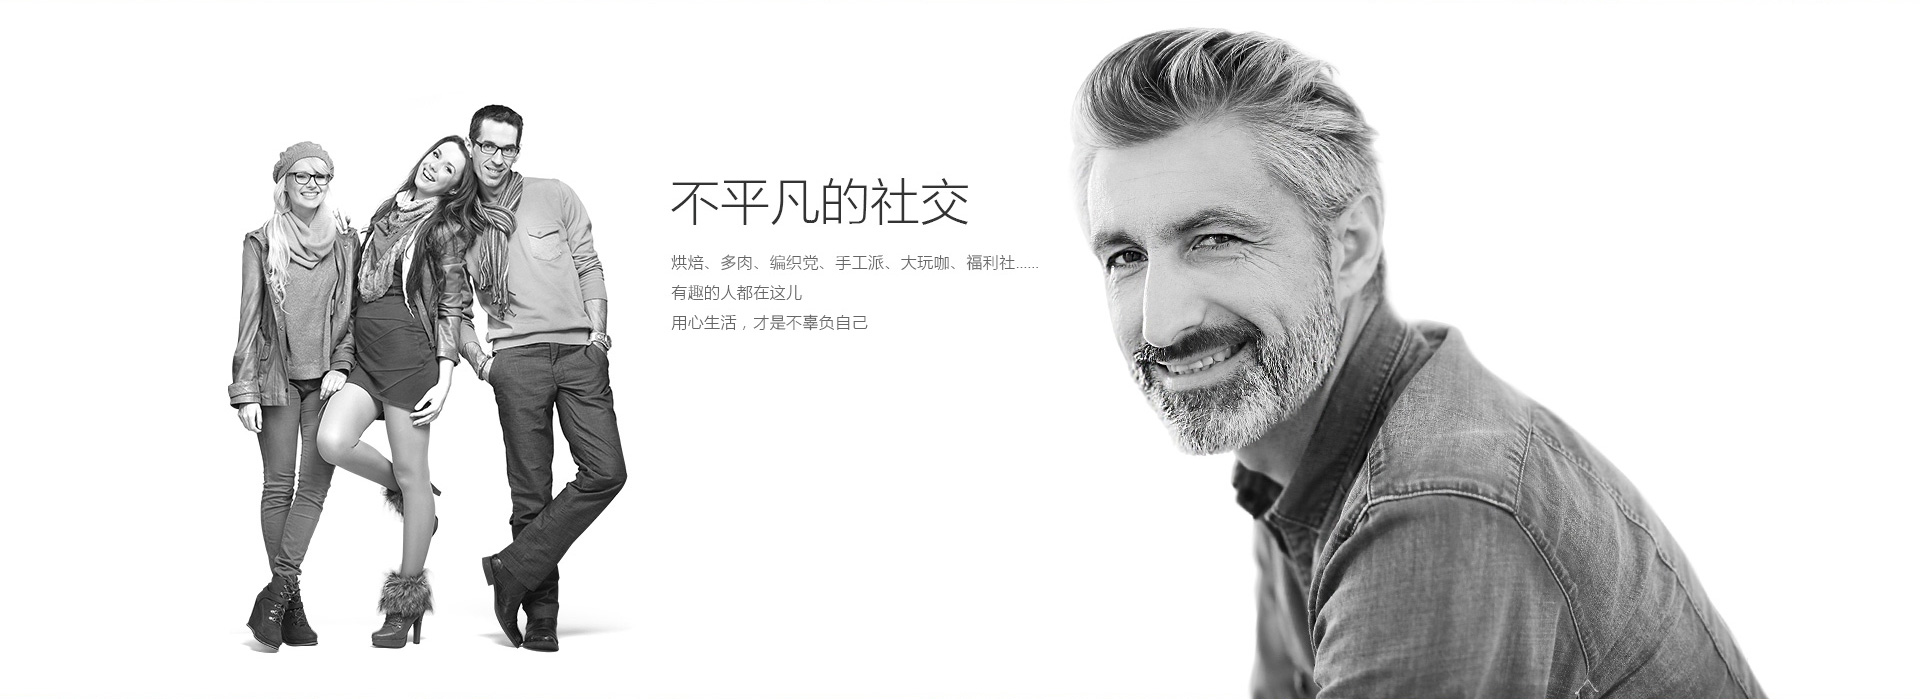 不平凡的社交
烘焙、多肉、编织党、手工派、大玩咖、福利社……
有趣的人都在这儿
用心生活，才是不辜负自己